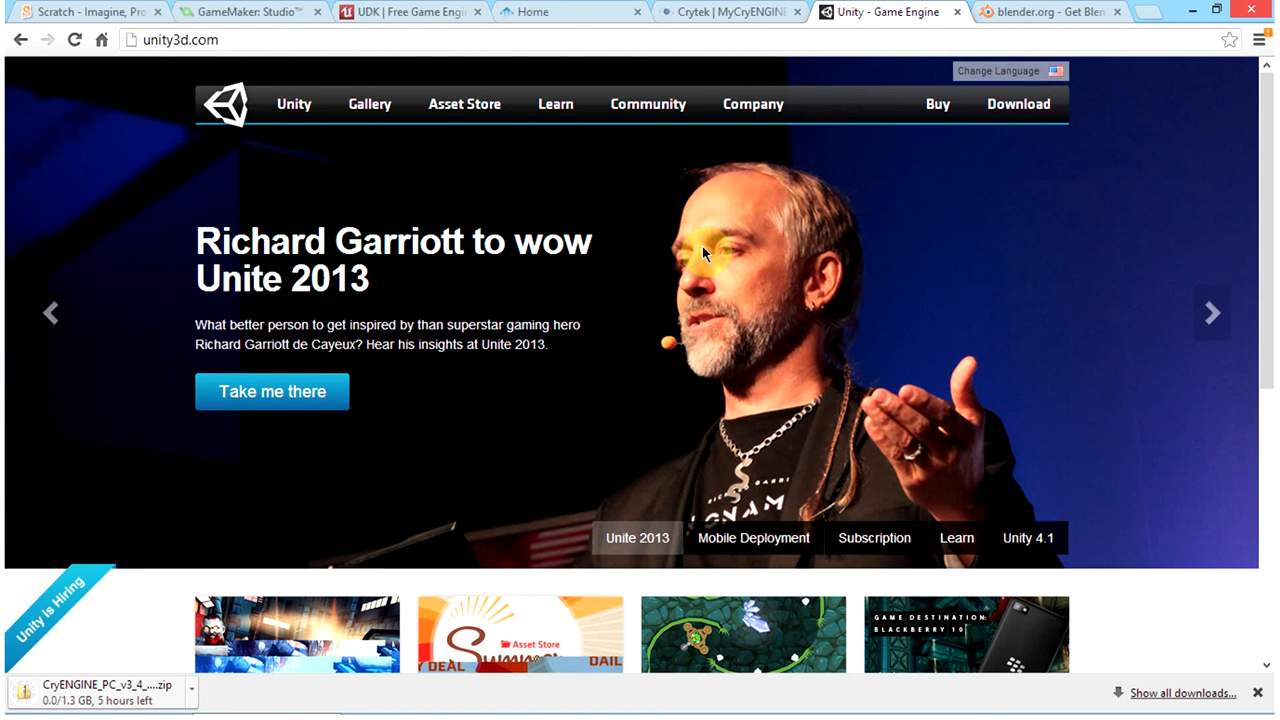 Scratch - Imagine, Pro
GameMaker: Studio™
UDK | Free Game Engi
Home
Crytek | MyCryENGINE
Unity - Game Engine
blender.org - Get Blen
unity3d.com
Change Language
Unity
Gallery
Asset Store
Learn
Community
Company
Buy
Download
Richard Garriott to wow
Unite 2013
What better person to get inspired by than superstar gaming hero
Richard Garriott de Cayeux? Hear his insights at Unite 2013.
Take me there
Unite 2013
Mobile Deployment
Subscription
Learn
Unity 4.1
Unity is Hiring
Asset Store
Y DEAL
DAIL
GAME DESTINATION:
BLACKBERRY 10
CryENGINE_PC_v3_4_....zip
0.0/1.3 GB, 5 hours left
Show all downloads...